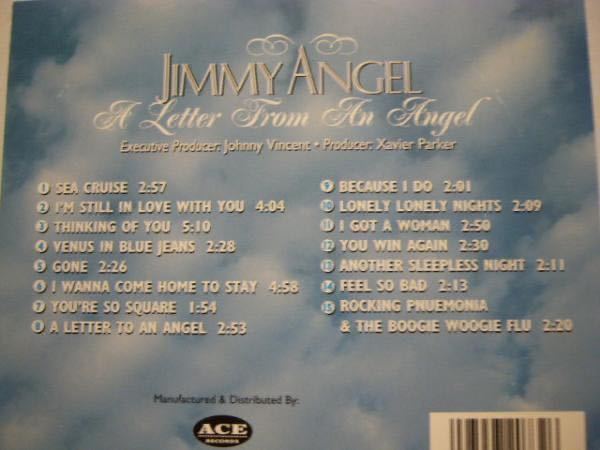 JIMMY ANGEL
A Letter From An Angel
Executive Producer: Johnny Vincent • Producer: Xavier Parker
1 SEA CRUISE 2:57
2 I'M STILL IN LOVE WITH YOU 4:04
3 THINKING OF YOU 5:10
4 VENUS IN BLUE JEANS 2:28
5 GONE 2:26
6 I WANNA COME HOME TO STAY 4:58
7 YOU'RE SO SQUARE 1:54
8 A LETTER TO AN ANGEL 2:53
9 BECAUSE I DO 2:01
10 LONELY LONELY NIGHTS 2:09
11 I GOT A WOMAN 2:50
12 YOU WIN AGAIN 2:30
13 ANOTHER SLEEPLESS NIGHT 2:11
14 FEEL SO BAD 2:13
15 ROCKING PNUEMONIA
& THE BOOGIE WOOGIE FLU 2:20
Manufactured & Distributed By:
ACE
RECORDS